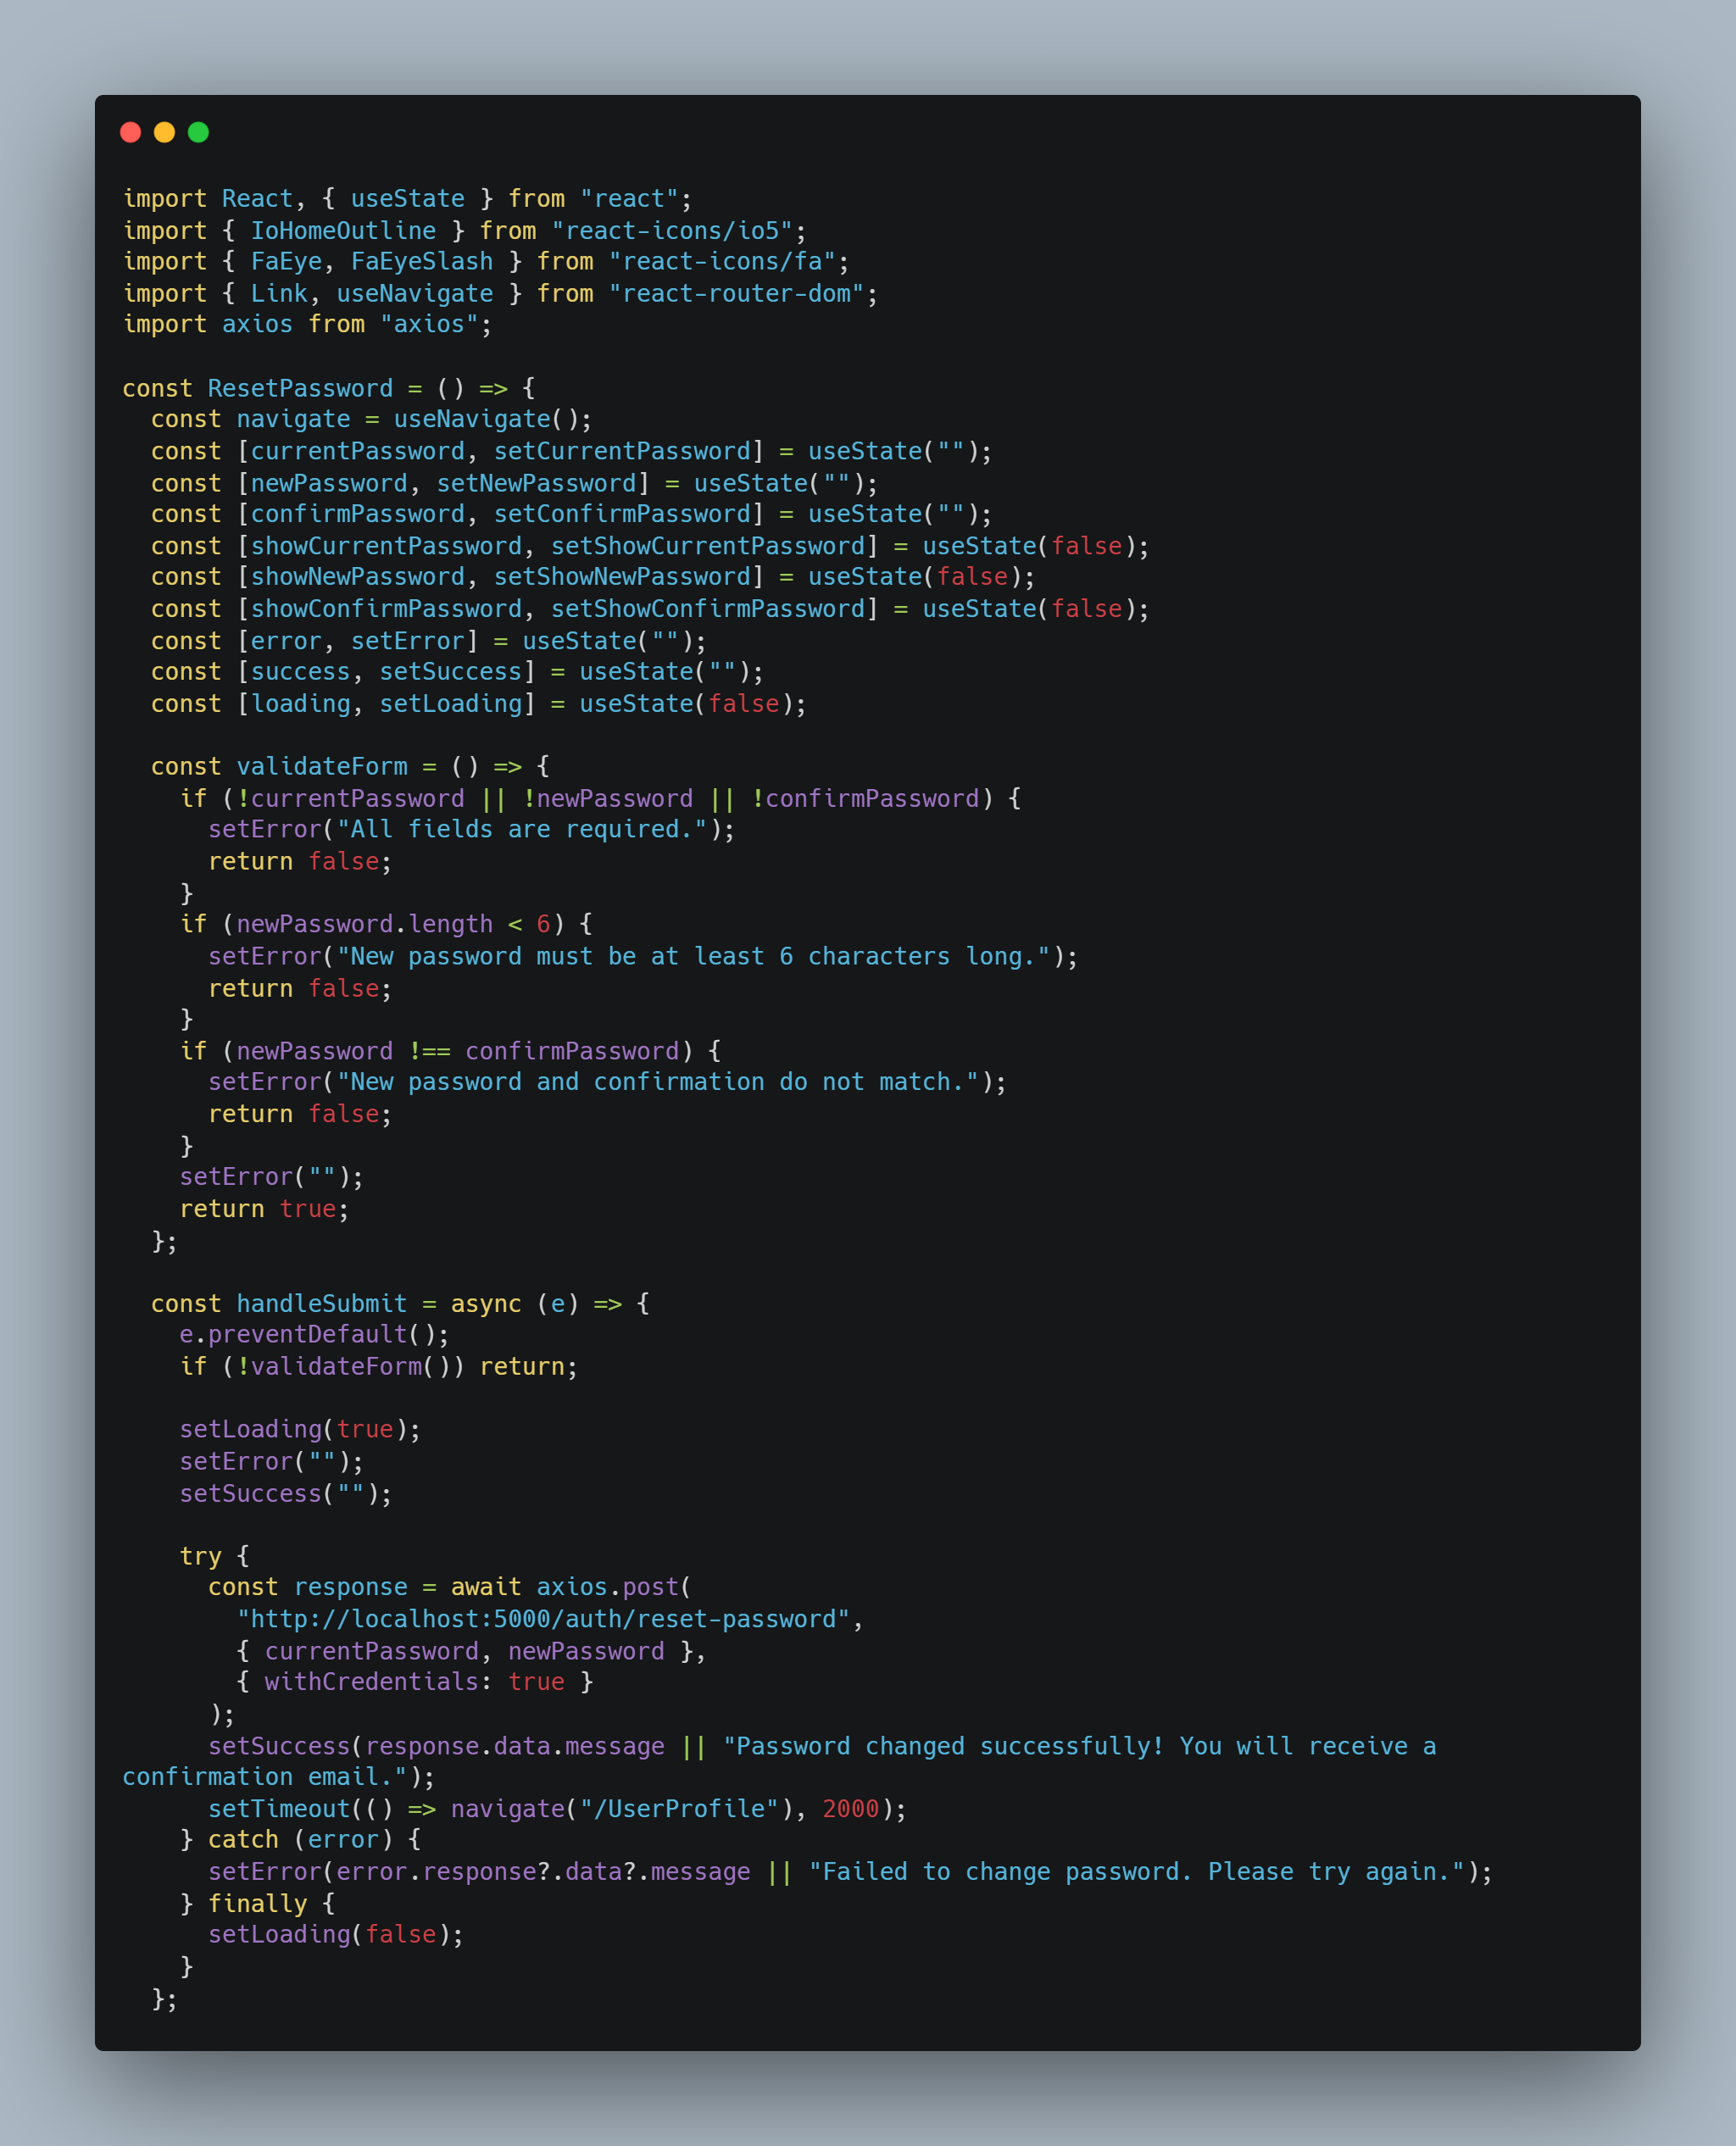 import React, { useState } from "react";
import { IoHomeOutline } from "react-icons/io5";
import { FaEye, FaEyeSlash } from "react-icons/fa";
import { Link, useNavigate } from "react-router-dom";
import axios from "axios";

const ResetPassword = () => {
  const navigate = useNavigate();
  const [currentPassword, setCurrentPassword] = useState("");
  const [newPassword, setNewPassword] = useState("");
  const [confirmPassword, setConfirmPassword] = useState("");
  const [showCurrentPassword, setShowCurrentPassword] = useState(false);
  const [showNewPassword, setShowNewPassword] = useState(false);
  const [showConfirmPassword, setShowConfirmPassword] = useState(false);
  const [error, setError] = useState("");
  const [success, setSuccess] = useState("");
  const [loading, setLoading] = useState(false);

  const validateForm = () => {
    if (!currentPassword || !newPassword || !confirmPassword) {
      setError("All fields are required.");
      return false;
    }
    if (newPassword.length < 6) {
      setError("New password must be at least 6 characters long.");
      return false;
    }
    if (newPassword !== confirmPassword) {
      setError("New password and confirmation do not match.");
      return false;
    }
    setError("");
    return true;
  };

  const handleSubmit = async (e) => {
    e.preventDefault();
    if (!validateForm()) return;

    setLoading(true);
    setError("");
    setSuccess("");

    try {
      const response = await axios.post(
        "http://localhost:5000/auth/reset-password",
        { currentPassword, newPassword },
        { withCredentials: true }
      );
      setSuccess(response.data.message || "Password changed successfully! You will receive a
confirmation email.");
      setTimeout(() => navigate("/UserProfile"), 2000);
    } catch (error) {
      setError(error.response?.data?.message || "Failed to change password. Please try again.");
    } finally {
      setLoading(false);
    }
  };